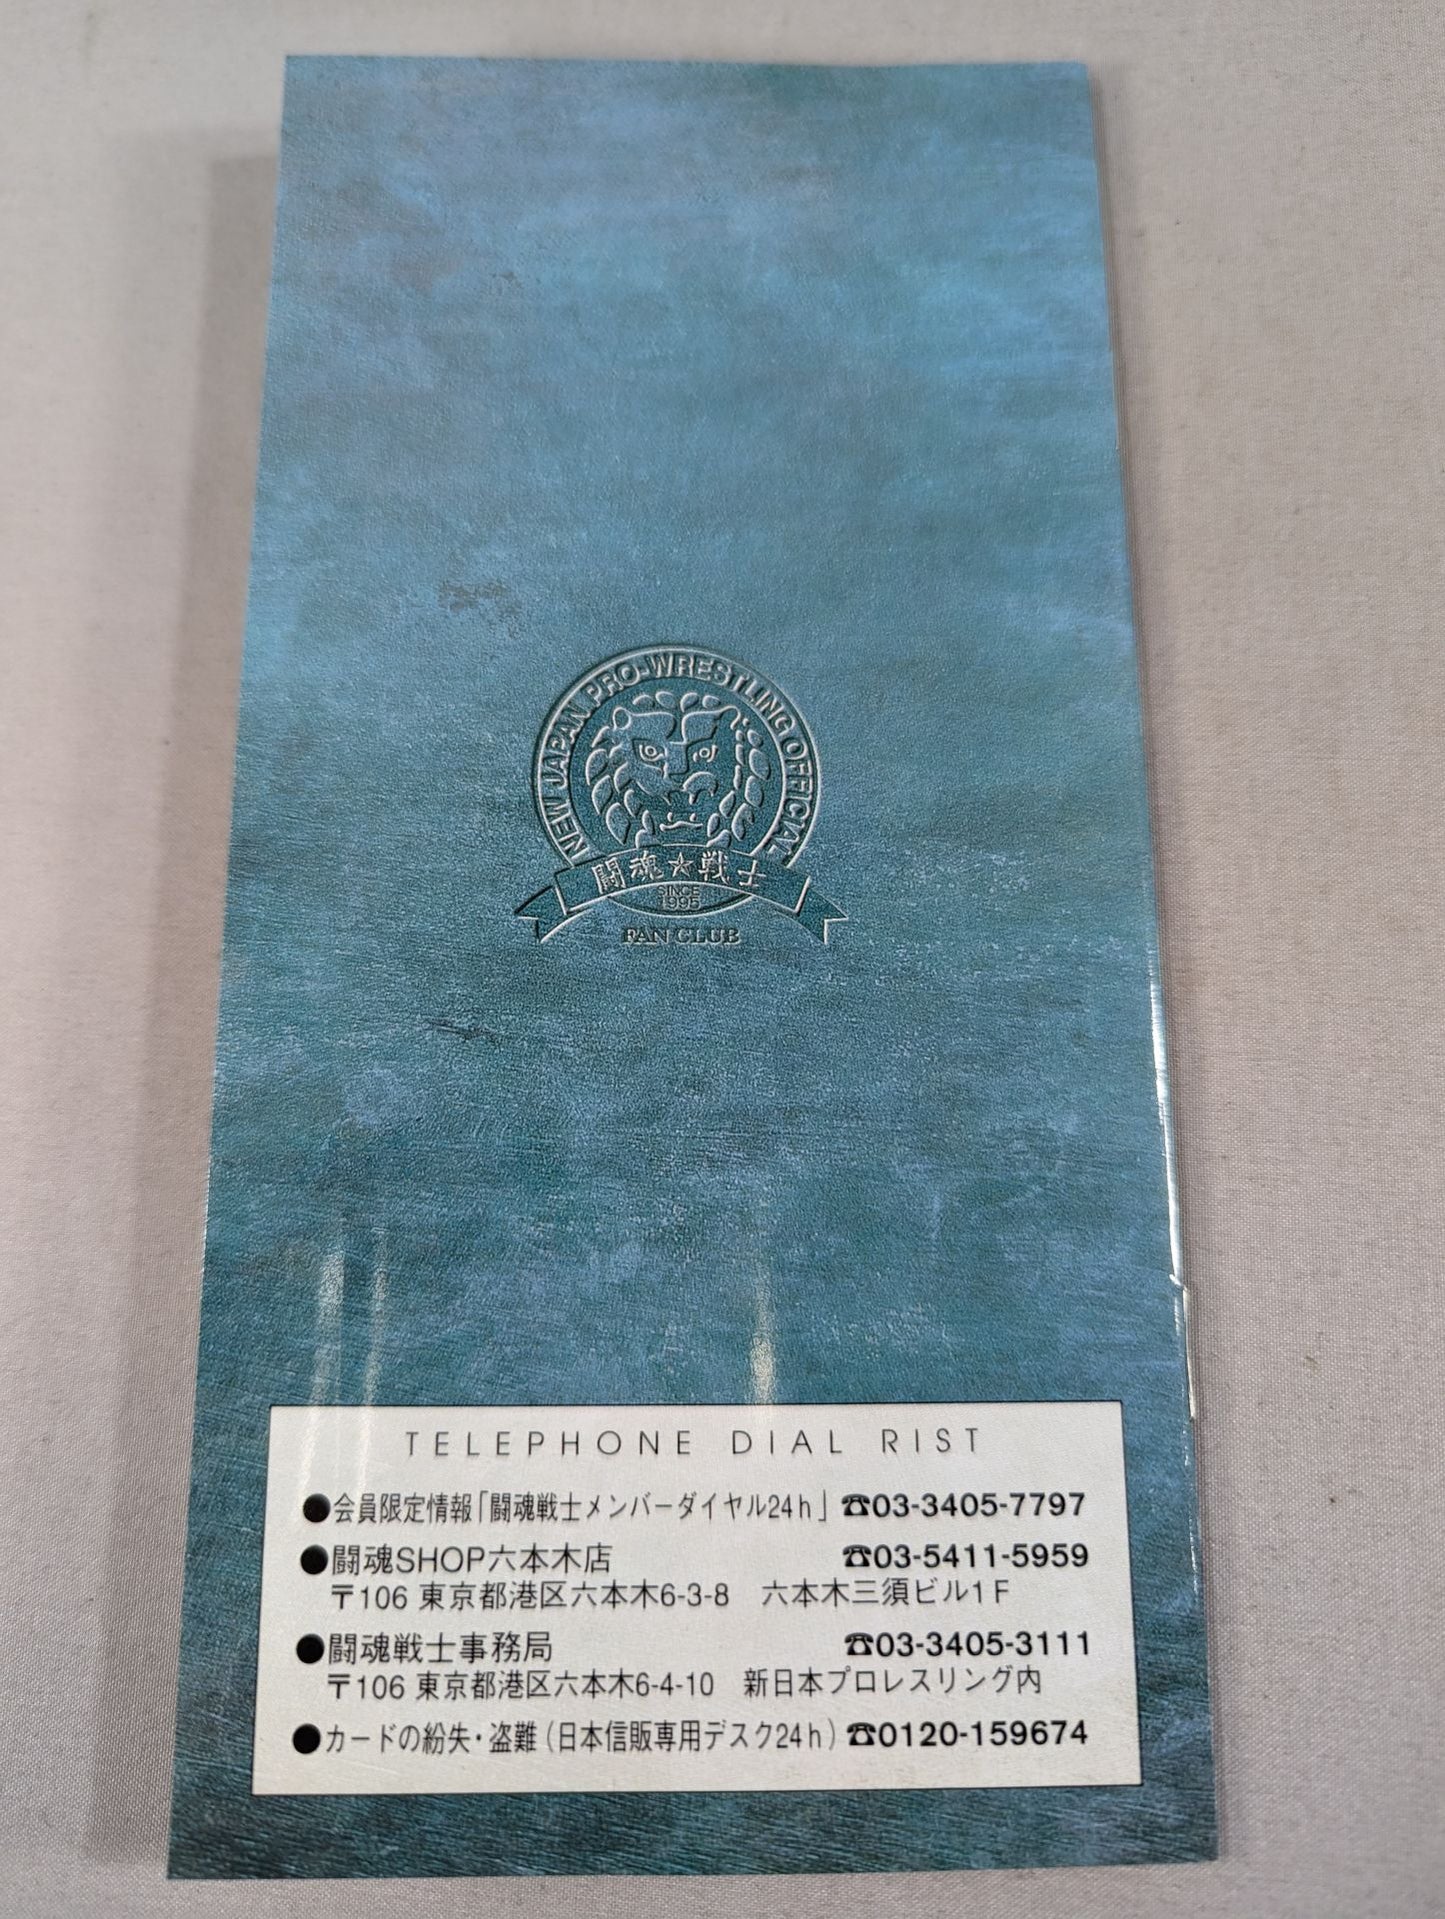 NEW JAPAN PRO-WRESTLING OFFICIAL
闘魂★戦士
SINCE
1995
FAN CLUB
TELEPHONE DIAL RIST
●会員限定情報「闘魂戦士メンバーダイヤル24h」 ☎03-3405-7797
●闘魂SHOP六本木店 ☎03-5411-5959
〒106 東京都港区六本木6-3-8 六本木三須ビル1F
●闘魂戦士事務局 ☎03-3405-3111
〒106 東京都港区六本木6-4-10 新日本プロレスリング内
●カードの紛失・盗難(日本信販専用デスク24h) ☎0120-159674